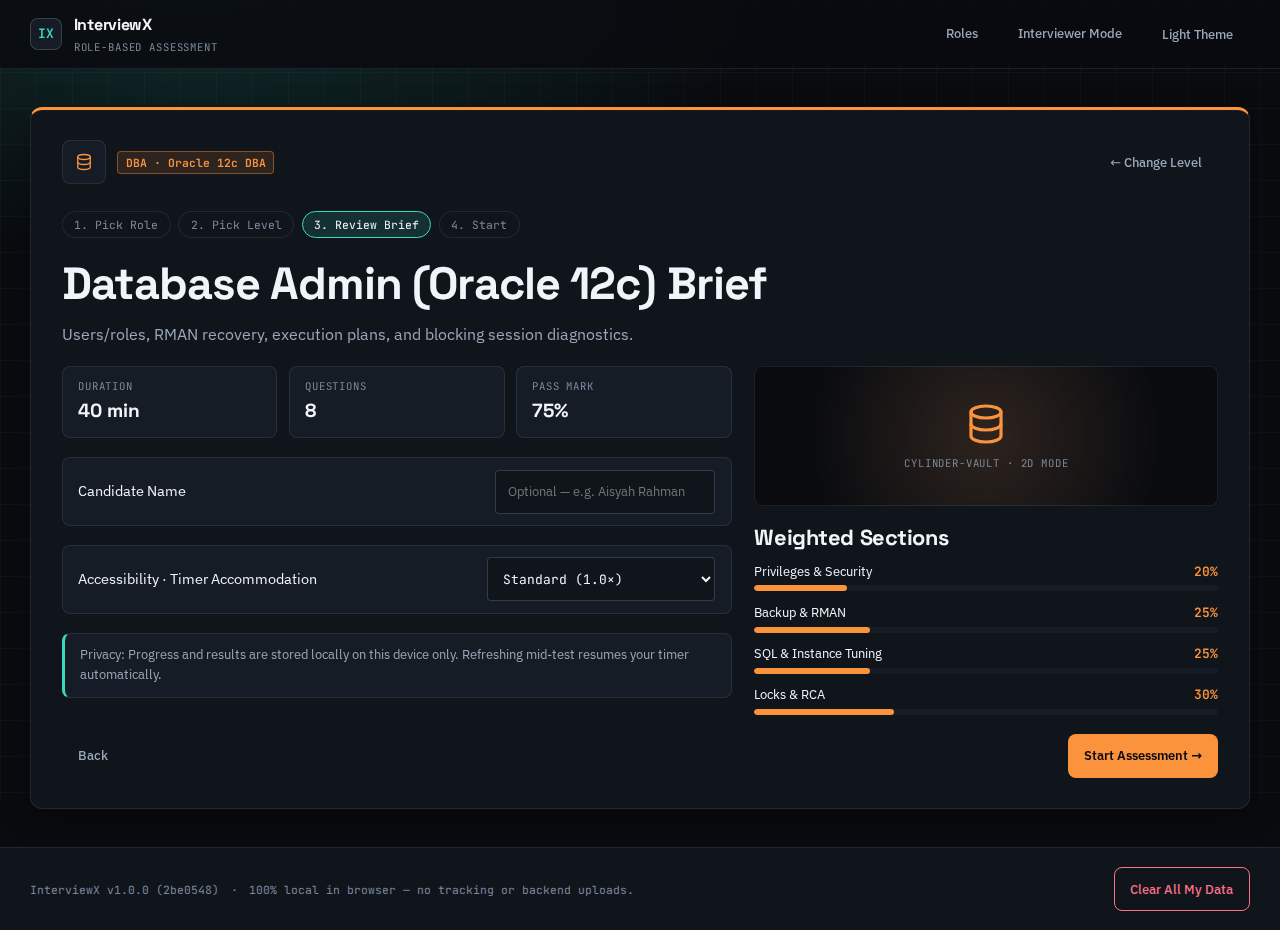 IX
InterviewX
ROLE-BASED ASSESSMENT
Roles
Interviewer Mode
Light Theme
DBA · Oracle 12c DBA
← Change Level
1. Pick Role
2. Pick Level
3. Review Brief
4. Start
Database Admin (Oracle 12c) Brief
Users/roles, RMAN recovery, execution plans, and blocking session diagnostics.
DURATION
40 min
QUESTIONS
8
PASS MARK
75%
Candidate Name
Optional — e.g. Aisyah Rahman
Accessibility · Timer Accommodation
Standard (1.0×)
Privacy: Progress and results are stored locally on this device only. Refreshing mid-test resumes your timer
automatically.
CYLINDER-VAULT · 2D MODE
Weighted Sections
Privileges & Security 20%
Backup & RMAN 25%
SQL & Instance Tuning 25%
Locks & RCA 30%
Back
Start Assessment →
InterviewX v1.0.0 (2be0548) · 100% local in browser — no tracking or backend uploads.
Clear All My Data